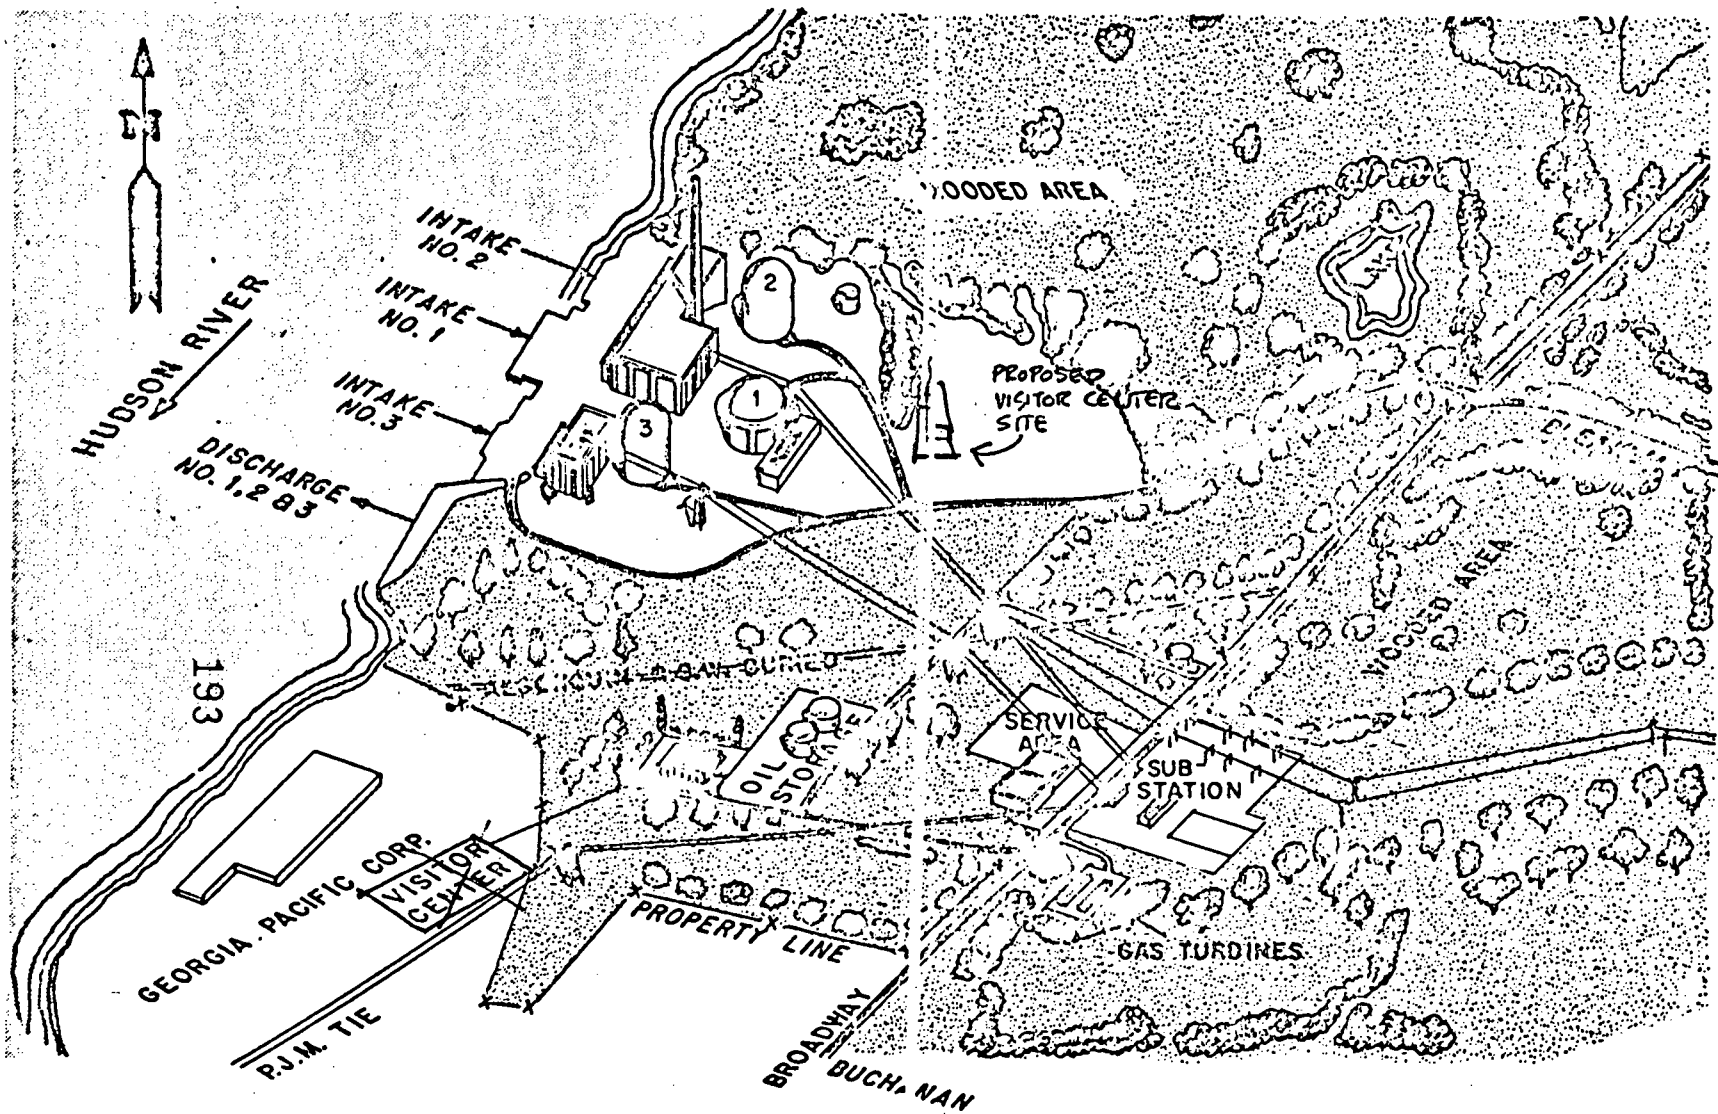 WOODED AREA
INTAKE
NO. 2
INTAKE
NO. 1
INTAKE
NO. 3
HUDSON RIVER
DISCHARGE
NO. 1, 2 & 3
2
1
3
PROPOSED
VISITOR CENTER
SITE
WOODED AREA
193
SERVICE
AREA
OIL
STORAGE
SUB
STATION
VISITOR
CENTER
GEORGIA PACIFIC CORP.
PROPERTY LINE
GAS TURBINES
P.J.M. TIE
BROADWAY
BUCHANAN